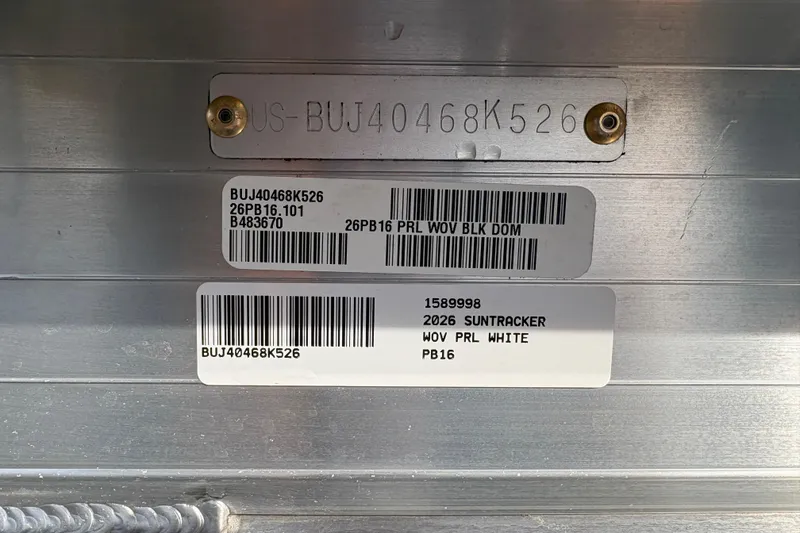 US-BUJ40468K526
BUJ40468K526
26PB16.101
B483670
26PB16 PRL WOV BLK DOM
1589998
2026 SUNTRACKER
WOV PRL WHITE
PB16
BUJ40468K526